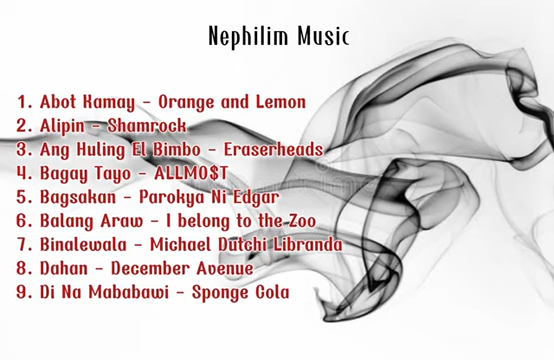 Nephilim Music
1. Abot Kamay - Orange and Lemon
2. Alipin - Shamrock
3. Ang Huling El Bimbo - Eraserheads
4. Bagay Tayo - ALLMO$T
5. Bagsakan - Parokya Ni Edgar
6. Balang Araw - I belong to the Zoo
7. Binalewala - Michael Dutchi Libranda
8. Dahan - December Avenue
9. Di Na Mababawi - Sponge Cola